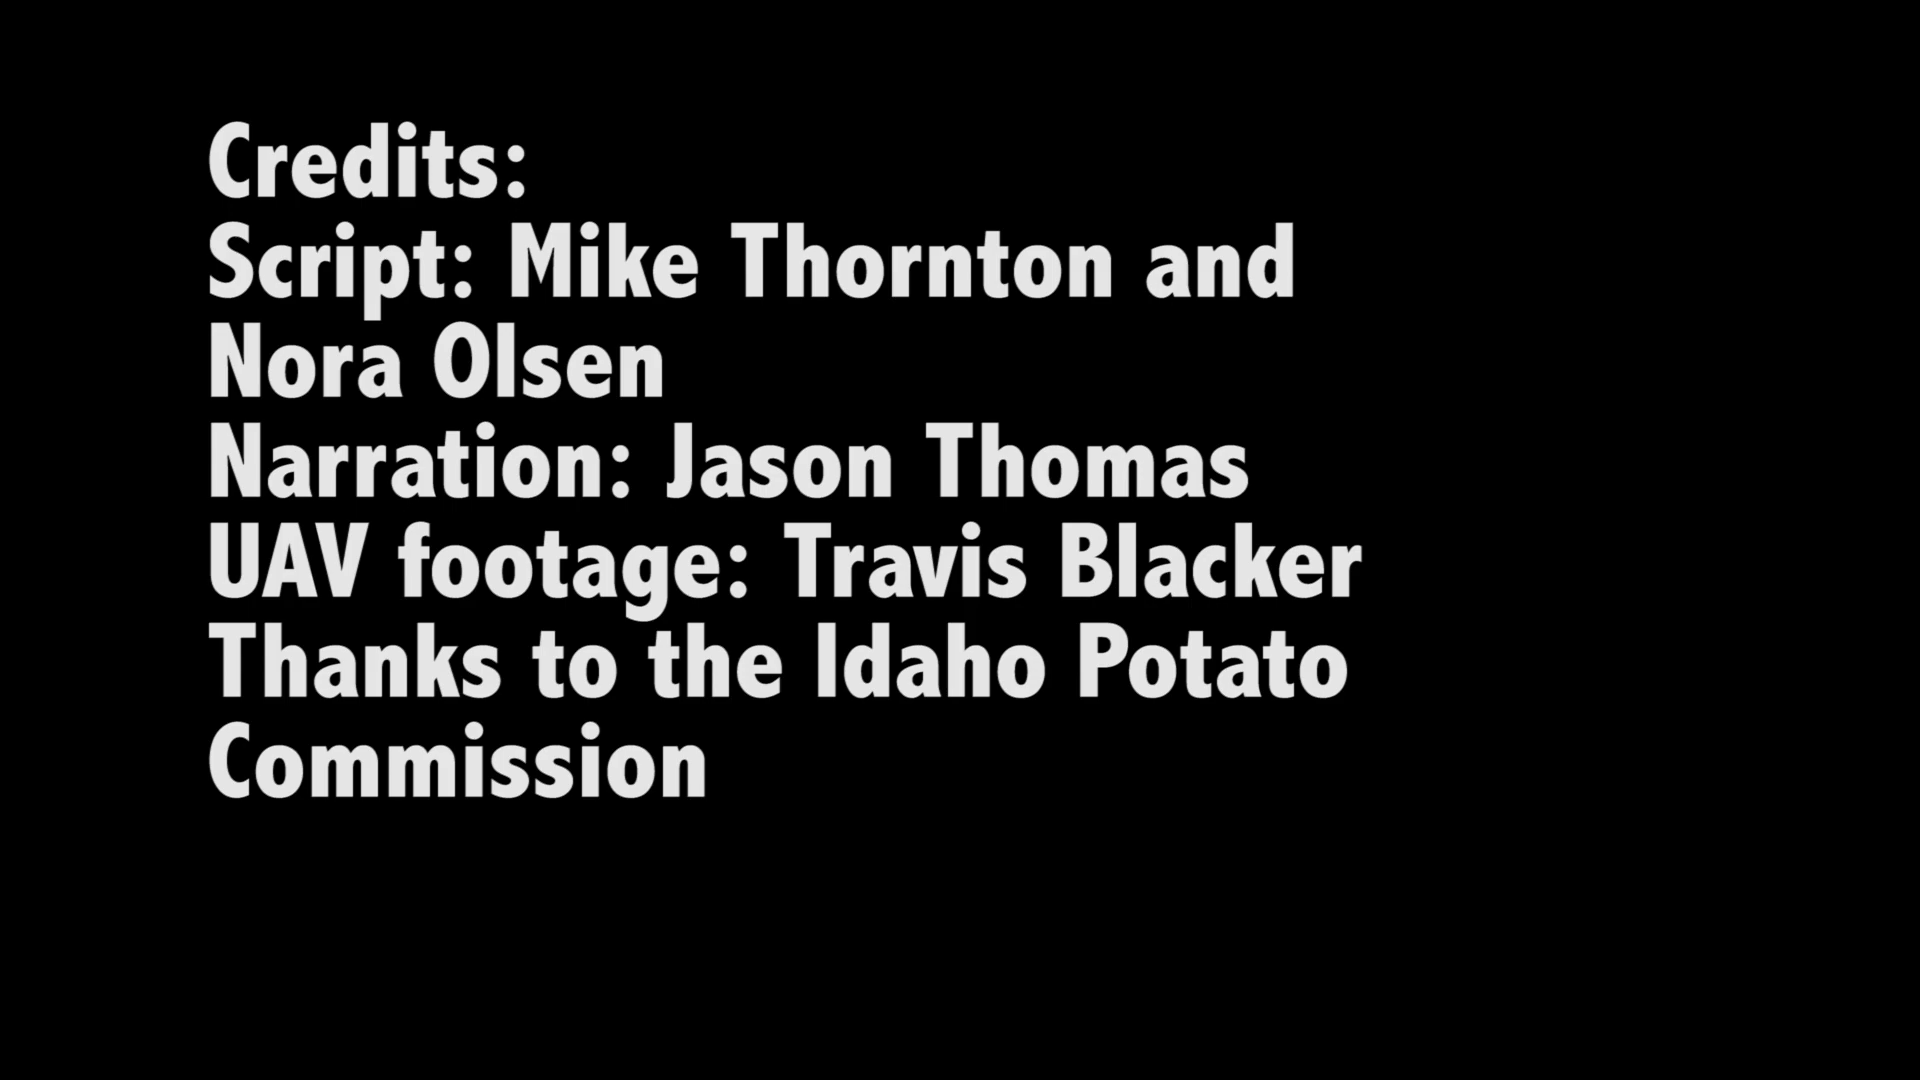 Credits:
Script: Mike Thornton and
Nora Olsen
Narration: Jason Thomas
UAV footage: Travis Blacker
Thanks to the Idaho Potato
Commission